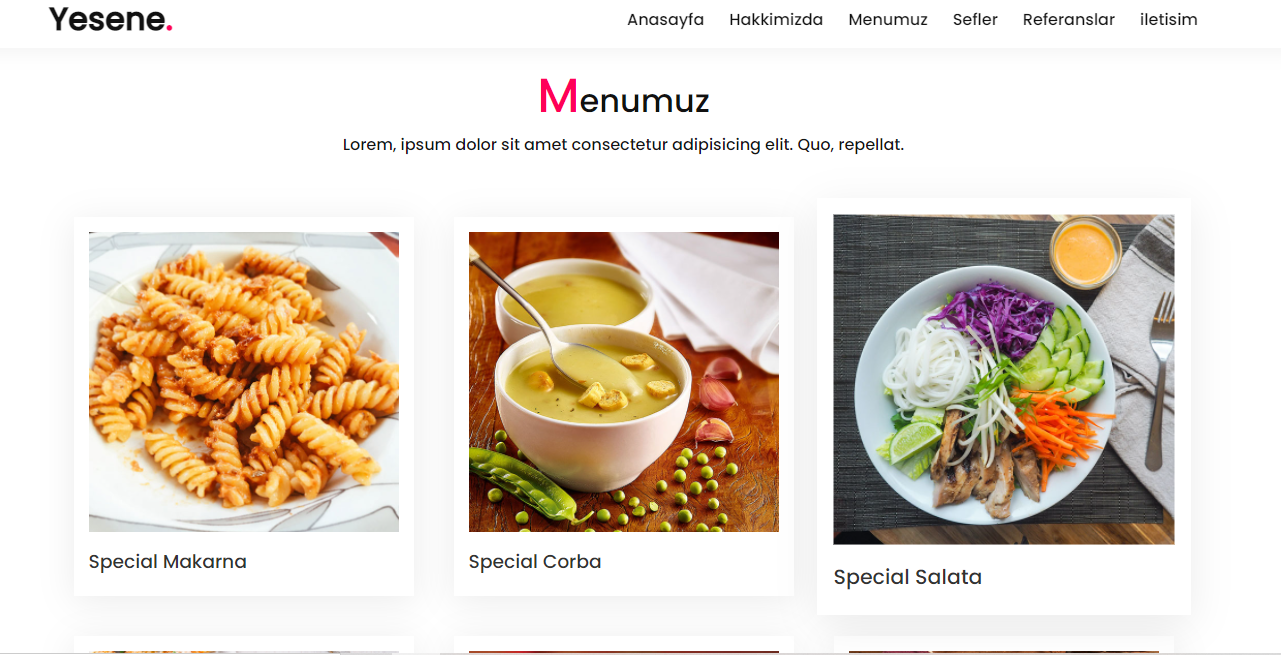 Yesene.
Anasayfa Hakkimizda Menumuz Sefler Referanslar iletisim
Menumuz
Lorem, ipsum dolor sit amet consectetur adipisicing elit. Quo, repellat.
Special Makarna
Special Corba
Special Salata